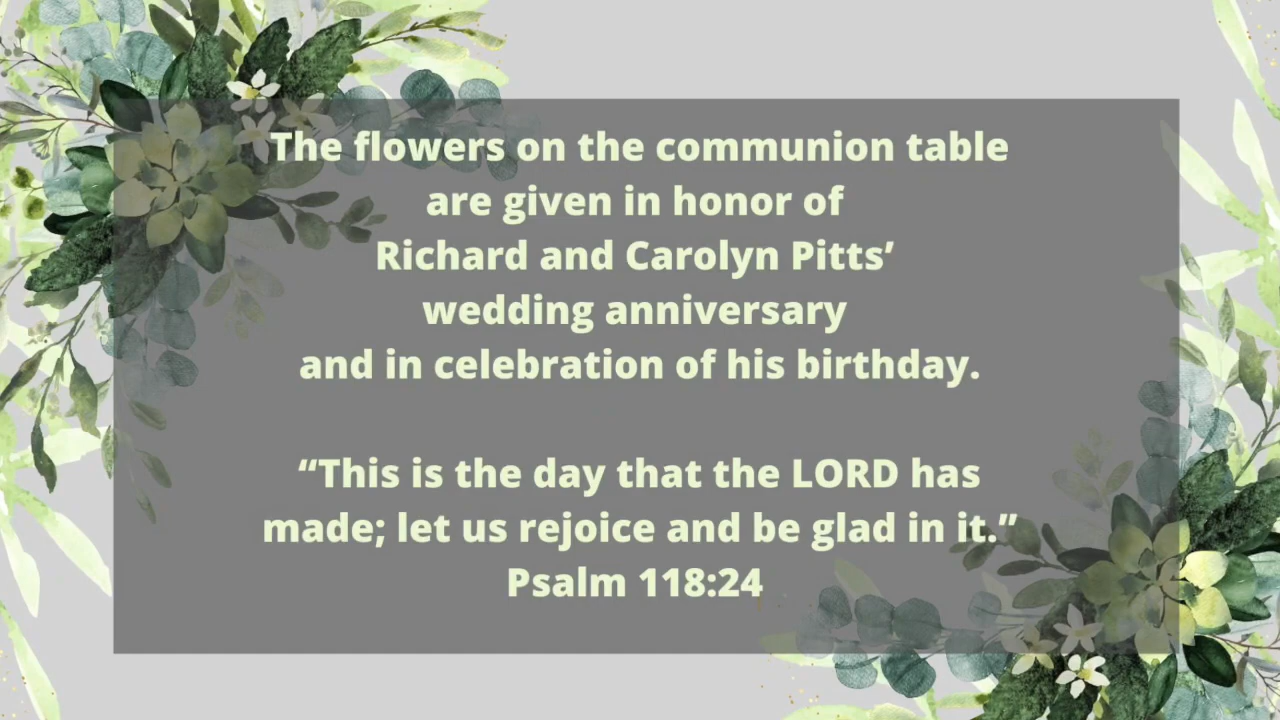 The flowers on the communion table
are given in honor of
Richard and Carolyn Pitts’
wedding anniversary
and in celebration of his birthday.
“This is the day that the LORD has
made; let us rejoice and be glad in it.”
Psalm 118:24